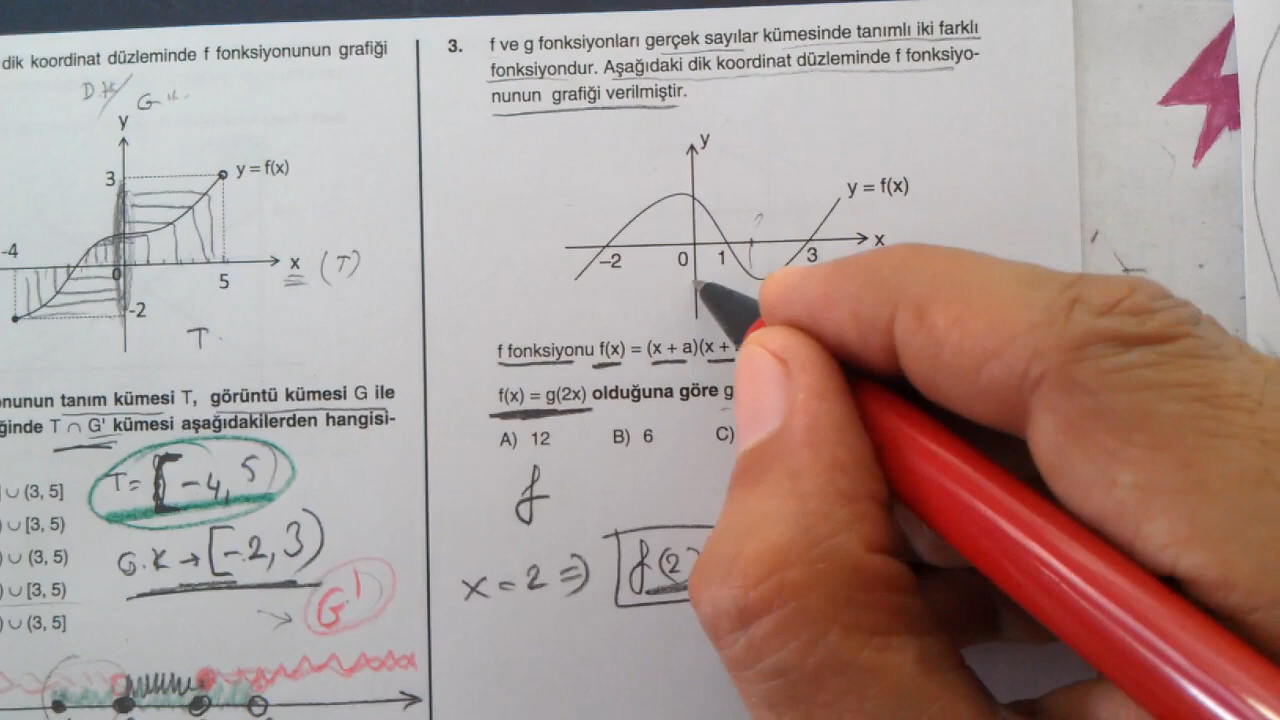 dik koordinat düzleminde f fonksiyonunun grafiği
G
y
3
y = f(x)
-4
0
x (T)
5
-2
T
tanım kümesi T, görüntü kümesi G ile
T ∩ G' kümesi aşağıdakilerden hangisi-
∪ (3, 5]
∪ [3, 5)
∪ (3, 5)
∪ [3, 5)
∪ (3, 5]
T = [-4, 5)
G.K → [-2, 3)
G'
3. f ve g fonksiyonları gerçek sayılar kümesinde tanımlı iki farklı
fonksiyondur. Aşağıdaki dik koordinat düzleminde f fonksiyo-
nunun grafiği verilmiştir.
y
y = f(x)
x
-2
0
1
?
3
f fonksiyonu f(x) = (x + a)(x +
f(x) = g(2x) olduğuna göre g
A) 12
B) 6
C)
f
x = 2 ⇒ f(2)